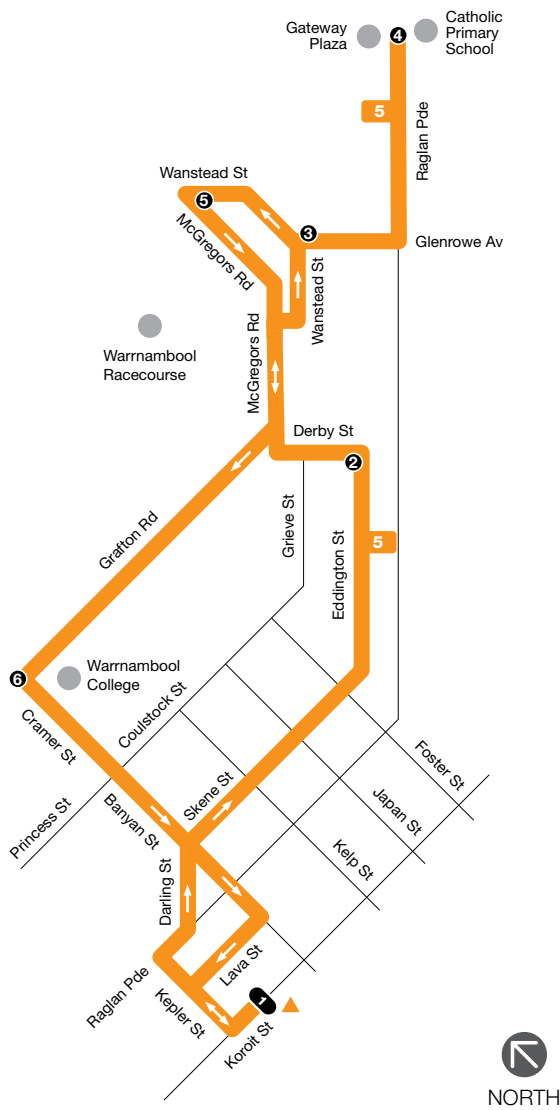 Gateway
Plaza
4
Catholic
Primary
School
5
Raglan Pde
Wanstead St
5
3
Glenrowe Av
McGregors Rd
Wanstead St
McGregors Rd
Warrnambool
Racecourse
Derby St
2
Grieve St
5
Eddington St
Grafton Rd
6
Warrnambool
College
Coulstock St
Cramer St
Foster St
Skene St
Banyan St
Princess St
Japan St
Kelp St
Darling St
Lava St
Raglan Pde
Kepler St
1
Koroit St
NORTH